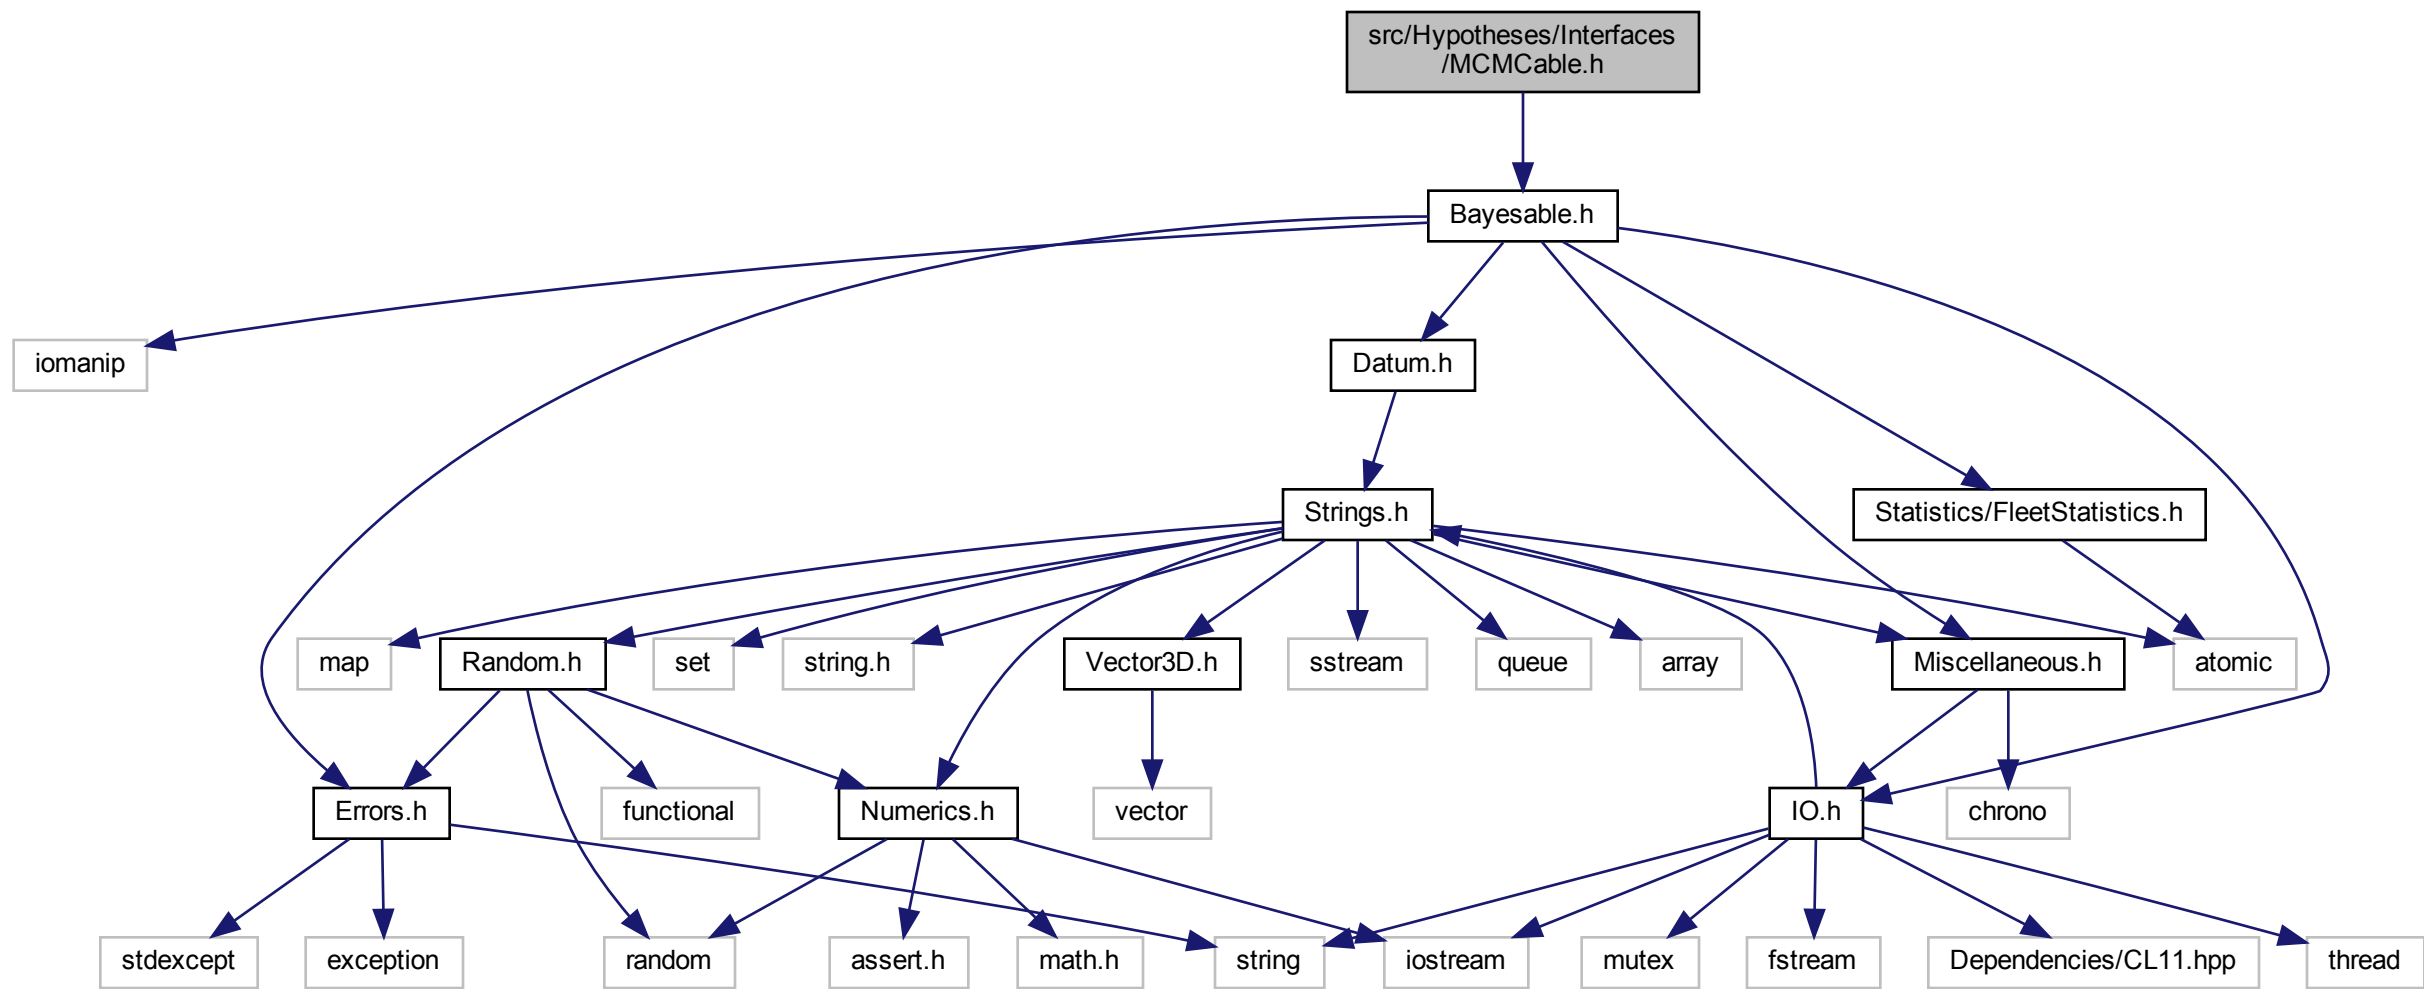 src/Hypotheses/Interfaces
/MCMCable.h
Bayesable.h
iomanip
Datum.h
Strings.h
Statistics/FleetStatistics.h
map
Random.h
set
string.h
Vector3D.h
sstream
queue
array
Miscellaneous.h
atomic
Errors.h
functional
Numerics.h
vector
IO.h
chrono
stdexcept
exception
random
assert.h
math.h
string
iostream
mutex
fstream
Dependencies/CL11.hpp
thread